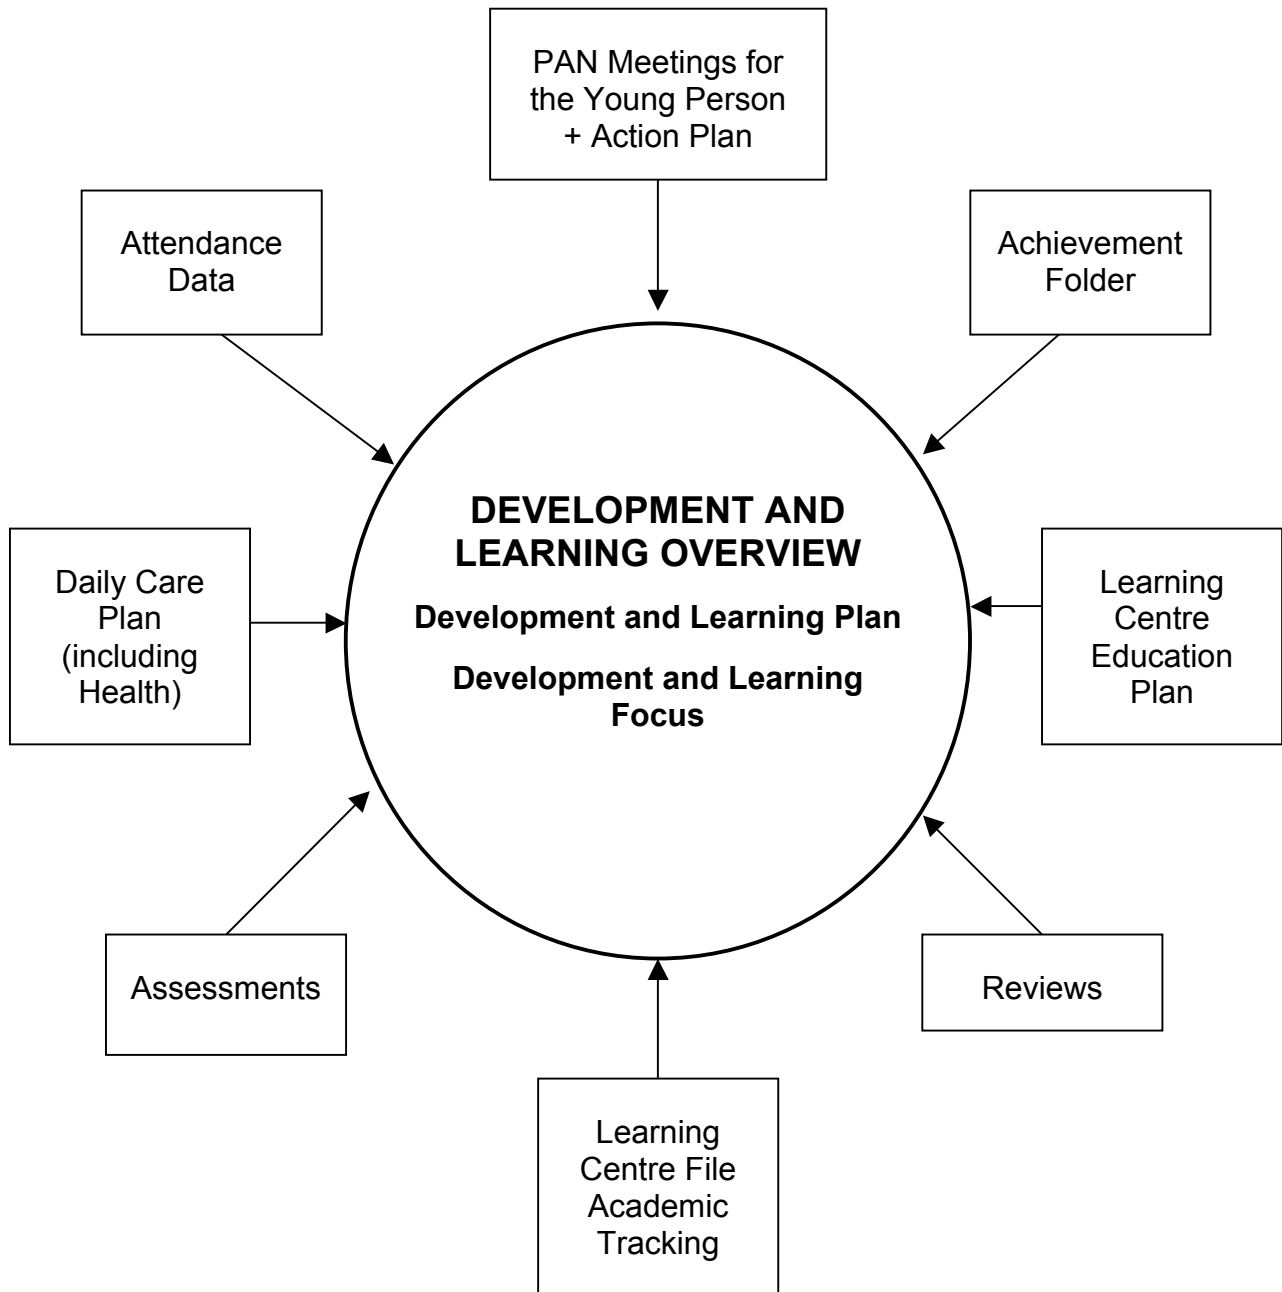 PAN Meetings for
the Young Person
+ Action Plan
Attendance
Data
Achievement
Folder
DEVELOPMENT AND
LEARNING OVERVIEW
Development and Learning Plan
Development and Learning
Focus
Daily Care
Plan
(including
Health)
Learning
Centre
Education
Plan
Assessments
Reviews
Learning
Centre File
Academic
Tracking